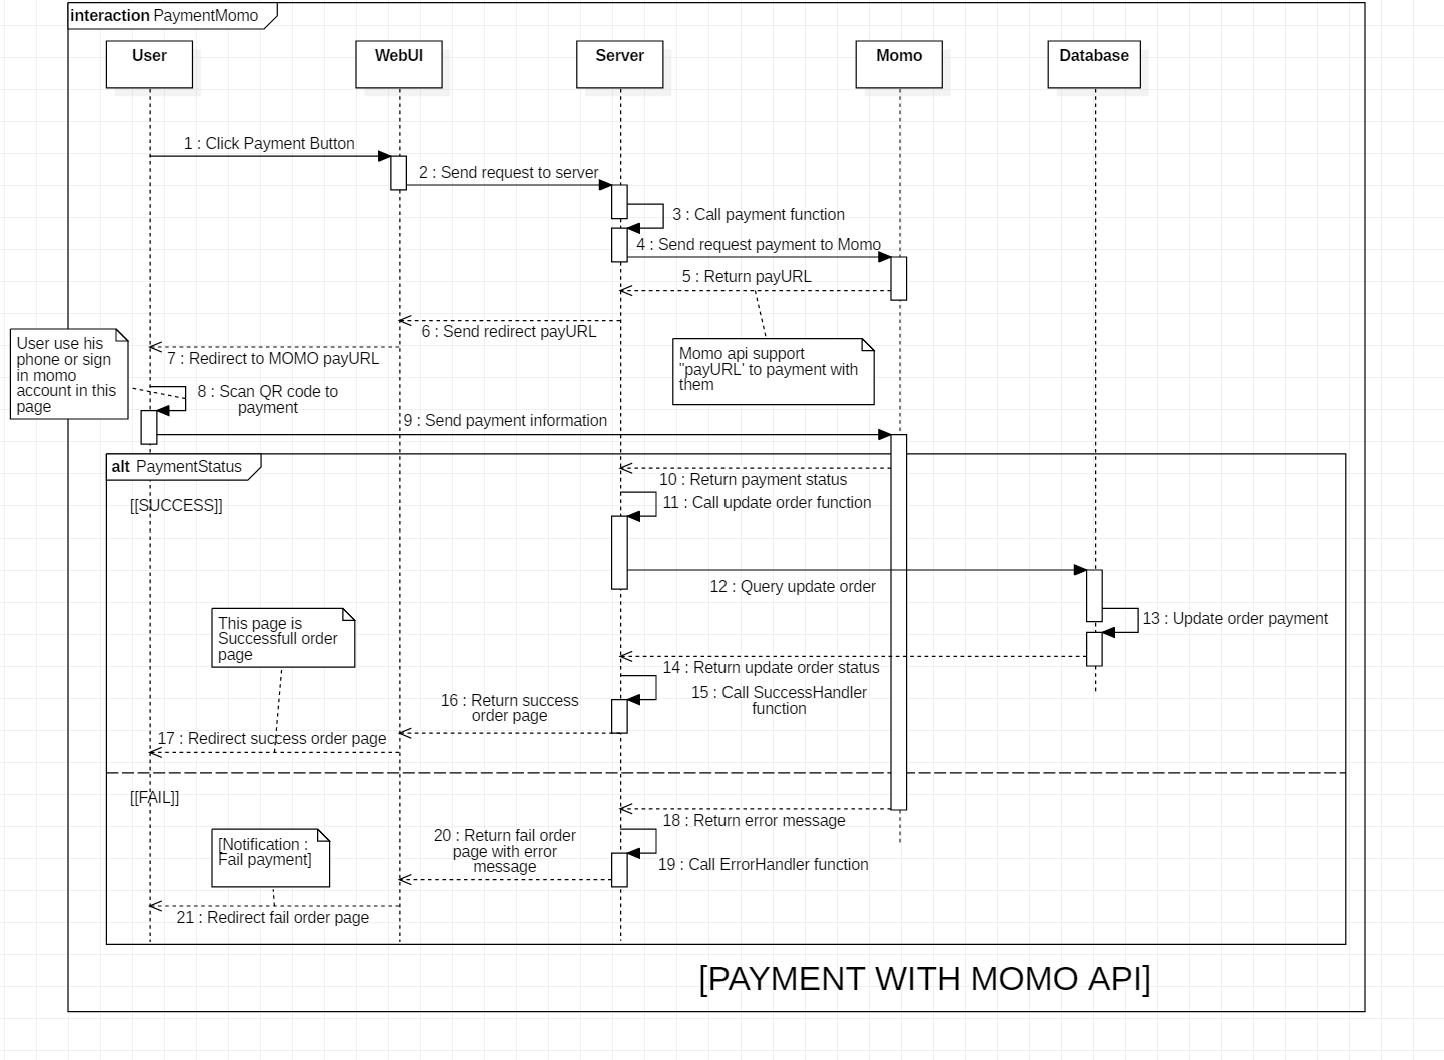 interaction PaymentMomo
User
WebUI
Server
Momo
Database
1 : Click Payment Button
2 : Send request to server
3 : Call payment function
4 : Send request payment to Momo
5 : Return payURL
6 : Send redirect payURL
User use his
phone or sign
in momo
account in this
page
7 : Redirect to MOMO payURL
Momo api support
"payURL' to payment with
them
8 : Scan QR code to
payment
9 : Send payment information
alt PaymentStatus
10 : Return payment status
[[SUCCESS]]
11 : Call update order function
12 : Query update order
13 : Update order payment
This page is
Successfull order
page
14 : Return update order status
15 : Call SuccessHandler
function
16 : Return success
order page
17 : Redirect success order page
[[FAIL]]
18 : Return error message
[Notification :
Fail payment]
20 : Return fail order
page with error
message
19 : Call ErrorHandler function
21 : Redirect fail order page
[PAYMENT WITH MOMO API]